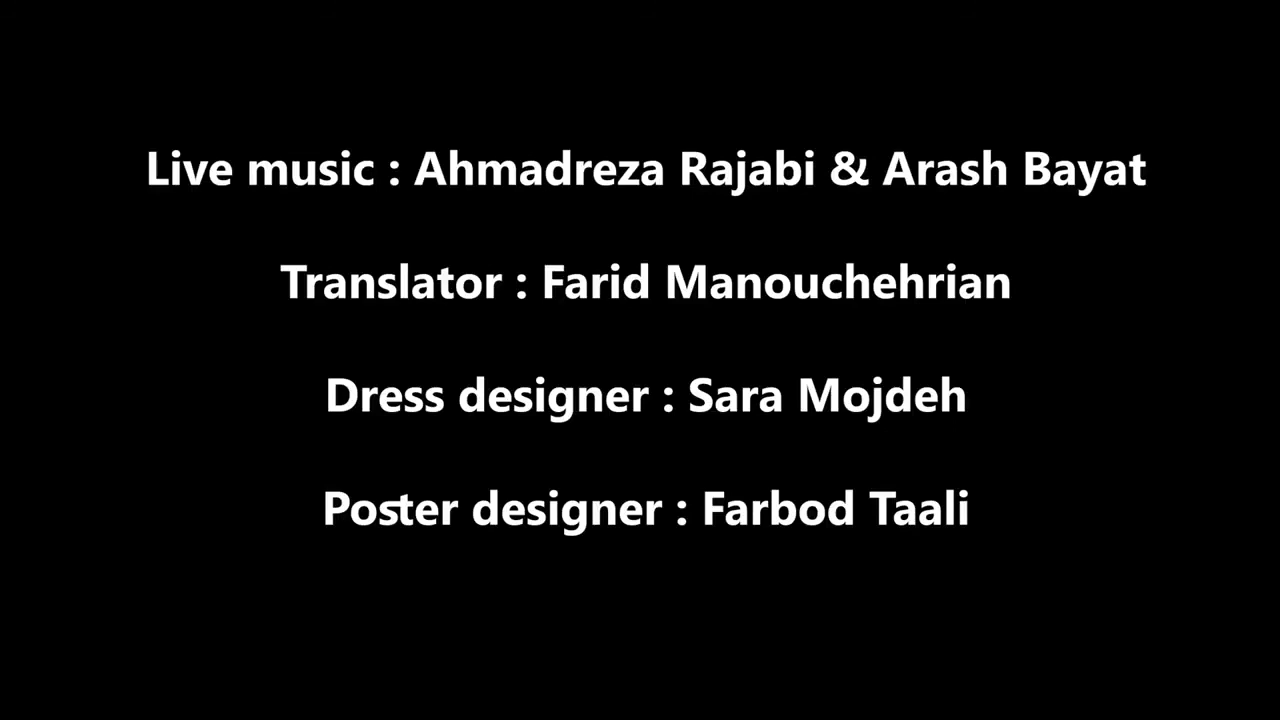 Live music : Ahmadreza Rajabi & Arash Bayat
Translator : Farid Manouchehrian
Dress designer : Sara Mojdeh
Poster designer : Farbod Taali